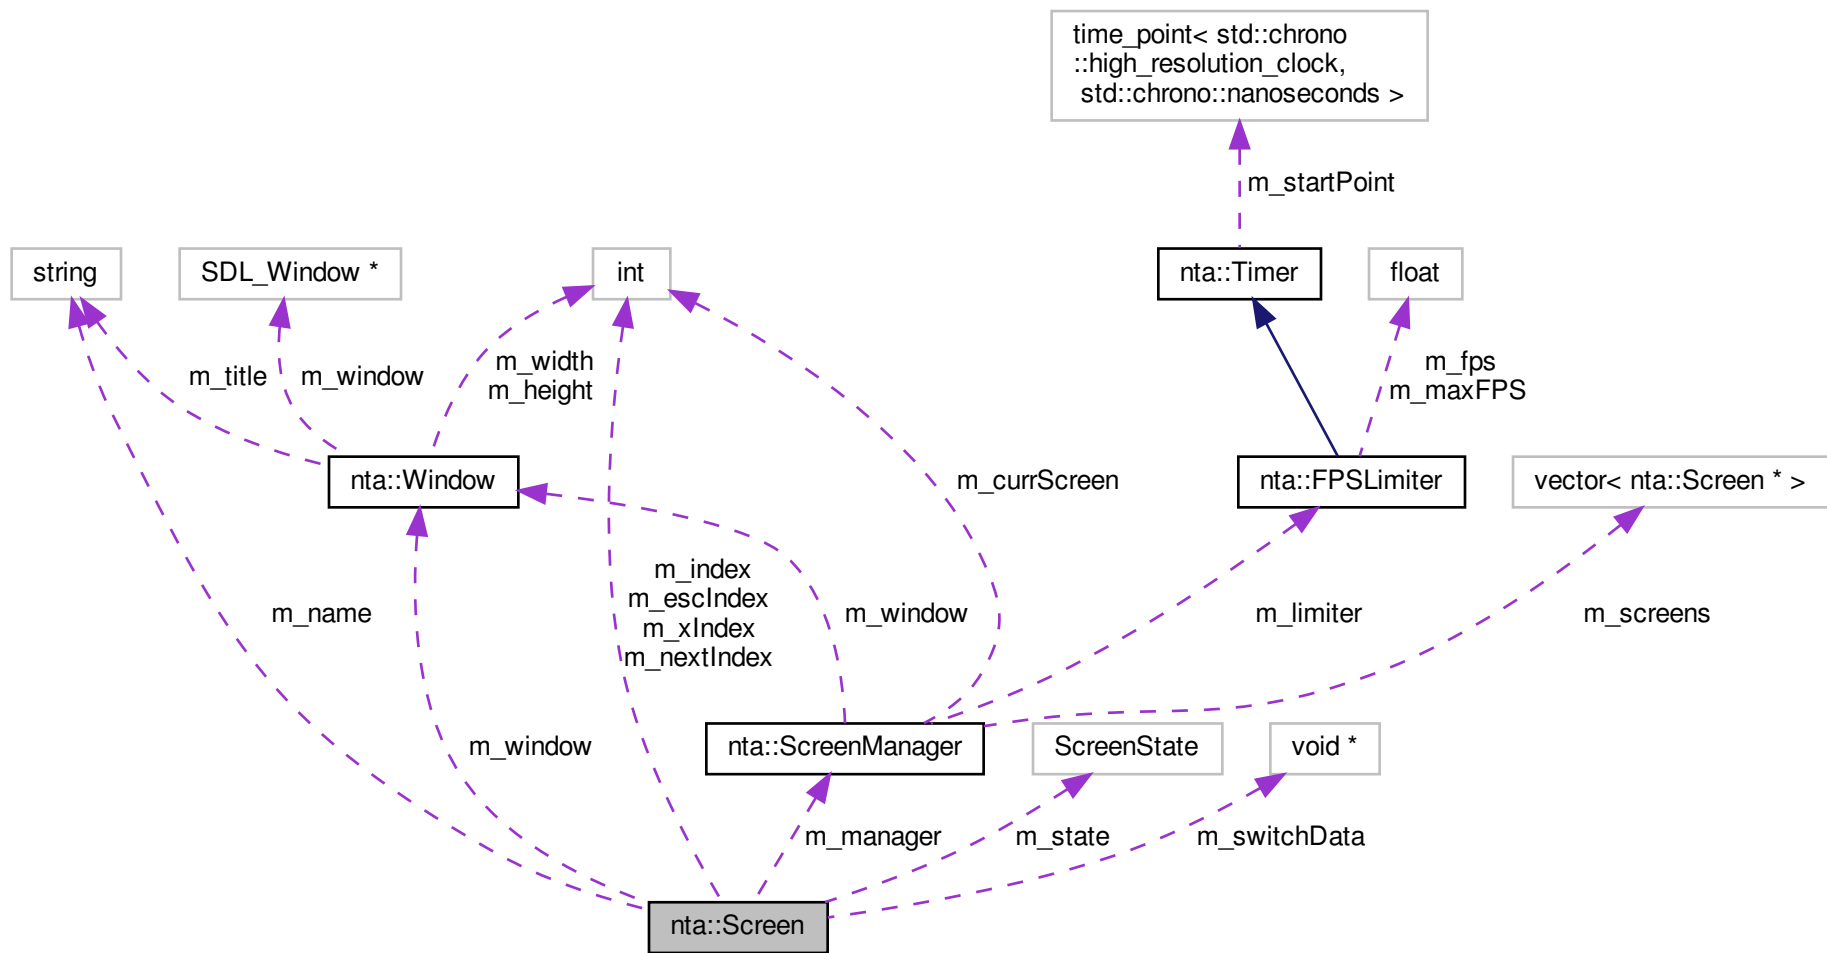 time_point< std::chrono
::high_resolution_clock,
std::chrono::nanoseconds >
m_startPoint
string
SDL_Window *
int
nta::Timer
float
m_title
m_window
m_width
m_height
m_fps
m_maxFPS
nta::Window
m_currScreen
nta::FPSLimiter
vector< nta::Screen * >
m_name
m_index
m_escIndex
m_xIndex
m_nextIndex
m_window
m_limiter
m_screens
m_window
nta::ScreenManager
ScreenState
void *
m_manager
m_state
m_switchData
nta::Screen